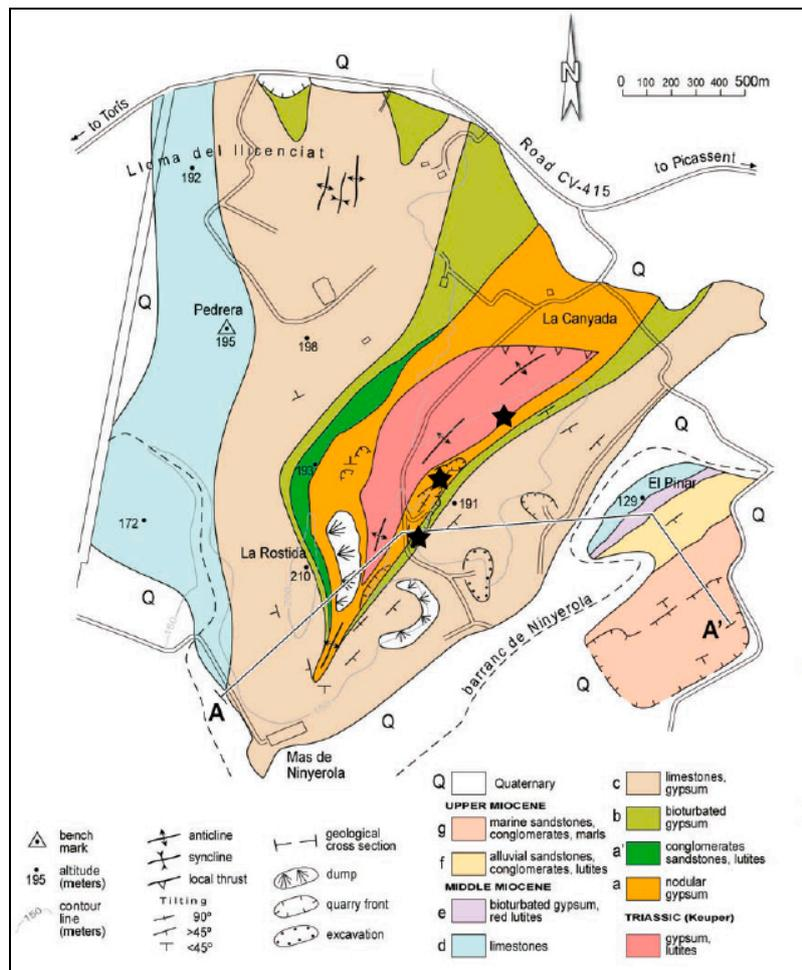 Q
N
0 100 200 300 400 500m
to Torís
Lloma del llicenciat
192
Road CV-415
to Picassent
Q
Q
Pedrera
195
198
La Canyada
193
191
Q
El Pinar
129
172
La Rostida
210
200
Q
Q
150
A
150
barranc de Ninyerola
A'
Q
Q
Mas de
Ninyerola
bench
mark
195
altitude
(meters)
150
contour
line
(meters)
anticline
syncline
local thrust
Tilting
90º
>45º
<45º
geological
cross section
dump
quarry front
excavation
Q Quaternary
UPPER MIOCENE
g marine sandstones,
conglomerates, marls
f alluvial sandstones,
conglomerates, lutites
MIDDLE MIOCENE
e bioturbated gypsum,
red lutites
d limestones
c limestones,
gypsum
b bioturbated
gypsum
a' conglomerates
sandstones, lutites
a nodular
gypsum
TRIASSIC (Keuper)
gypsum,
lutites